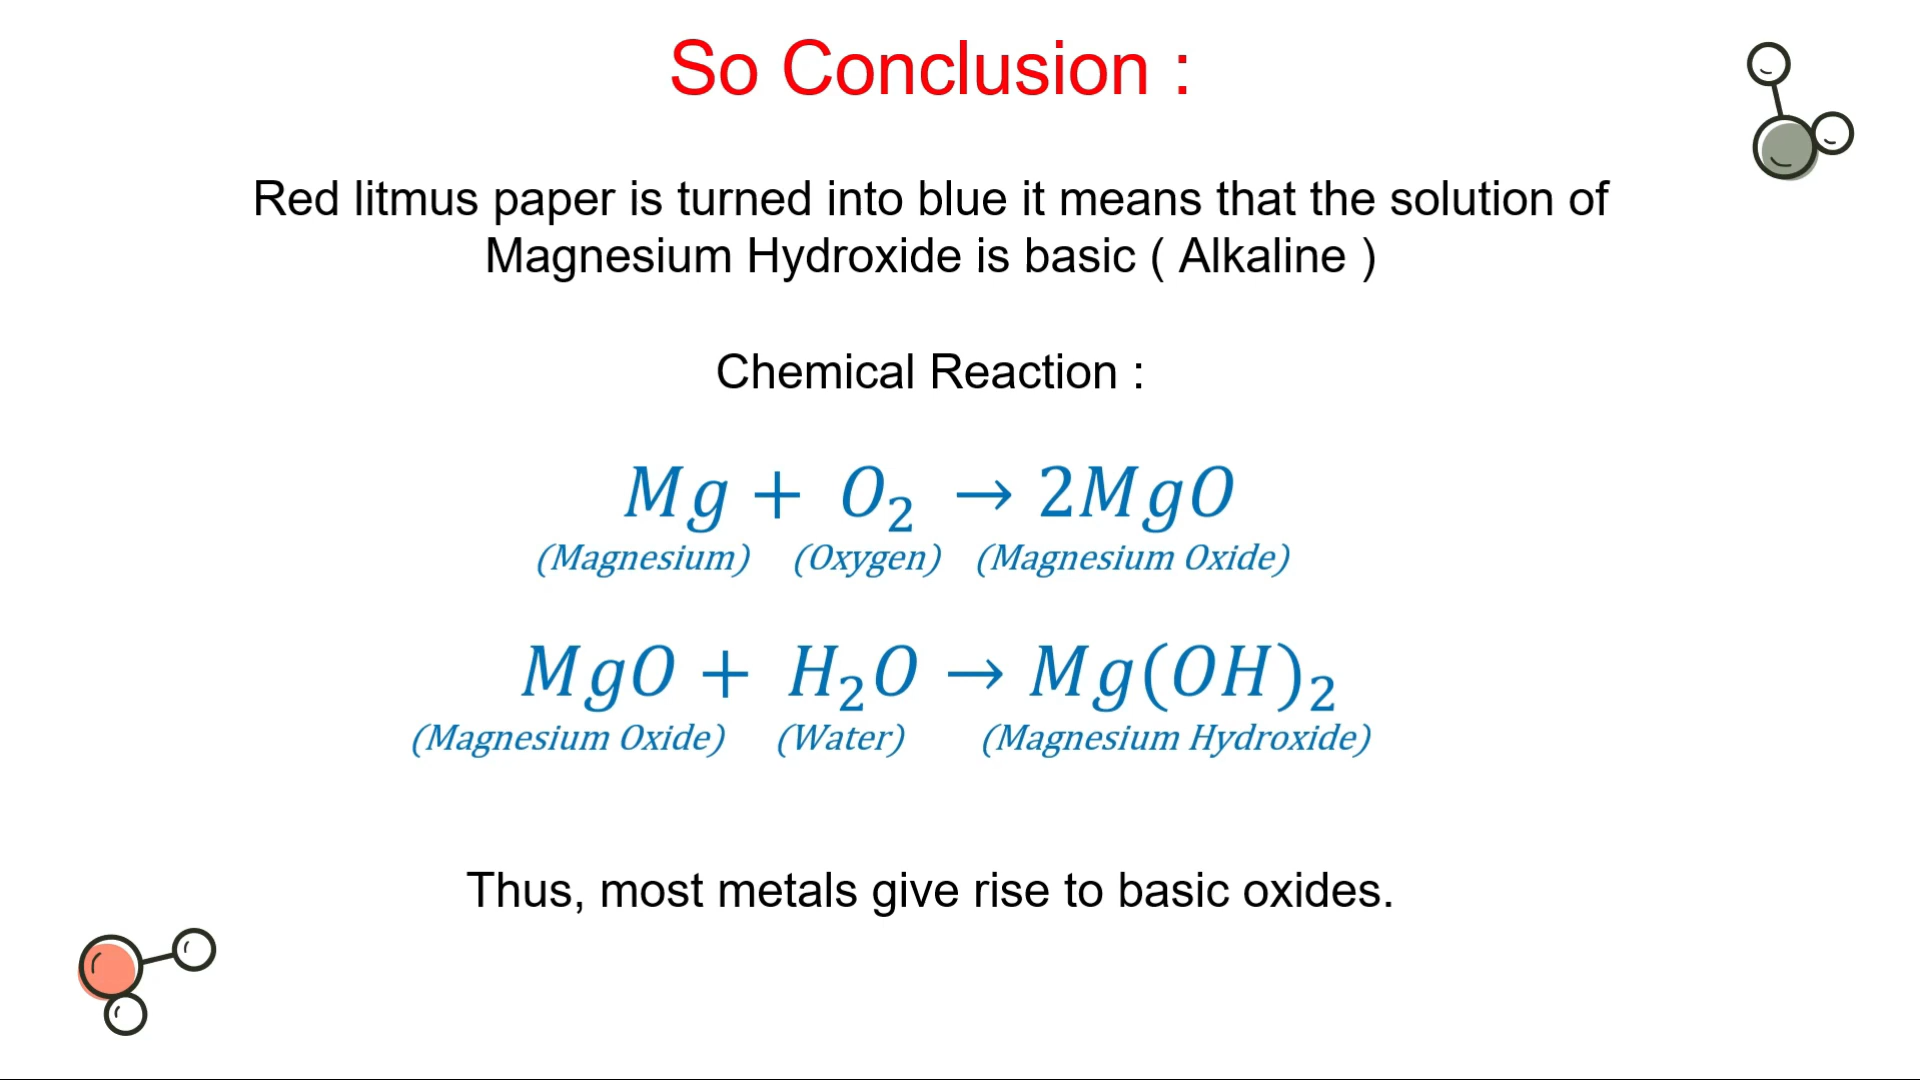 So Conclusion :
Red litmus paper is turned into blue it means that the solution of
Magnesium Hydroxide is basic ( Alkaline )
Chemical Reaction :
Mg + O₂ → 2MgO
(Magnesium) (Oxygen) (Magnesium Oxide)
MgO + H₂O → Mg(OH)₂
(Magnesium Oxide) (Water) (Magnesium Hydroxide)
Thus, most metals give rise to basic oxides.